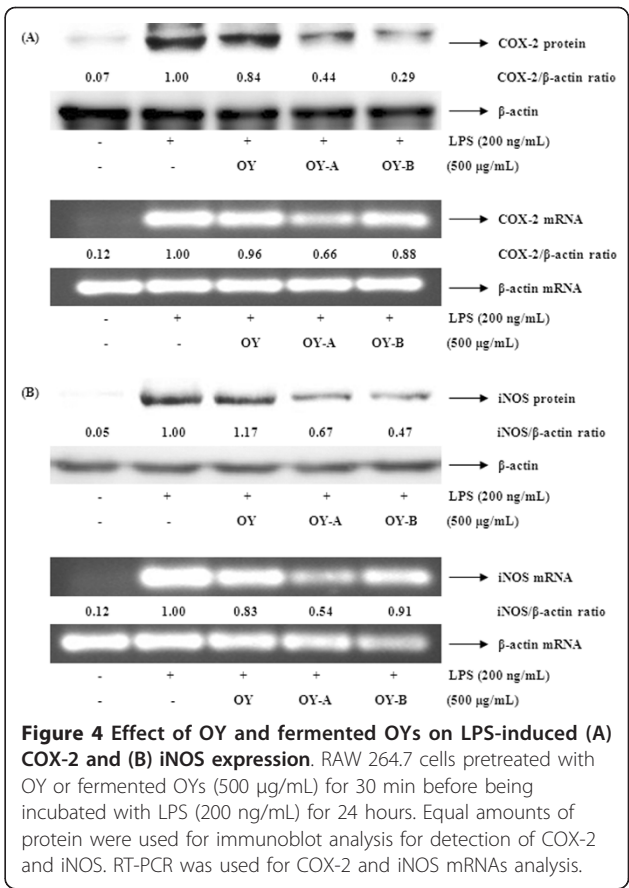 (A)
COX-2 protein
0.07 1.00 0.84 0.44 0.29 COX-2/β-actin ratio
β-actin
- + + + + LPS (200 ng/mL)
- - OY OY-A OY-B (500 µg/mL)
COX-2 mRNA
0.12 1.00 0.96 0.66 0.88 COX-2/β-actin ratio
β-actin mRNA
- + + + + LPS (200 ng/mL)
- - OY OY-A OY-B (500 µg/mL)
(B)
iNOS protein
0.05 1.00 1.17 0.67 0.47 iNOS/β-actin ratio
β-actin
- + + + + LPS (200 ng/mL)
- - OY OY-A OY-B (500 µg/mL)
iNOS mRNA
0.12 1.00 0.83 0.54 0.91 iNOS/β-actin ratio
β-actin mRNA
- + + + + LPS (200 ng/mL)
- - OY OY-A OY-B (500 µg/mL)
Figure 4 Effect of OY and fermented OYs on LPS-induced (A)
COX-2 and (B) iNOS expression. RAW 264.7 cells pretreated with
OY or fermented OYs (500 µg/mL) for 30 min before being
incubated with LPS (200 ng/mL) for 24 hours. Equal amounts of
protein were used for immunoblot analysis for detection of COX-2
and iNOS. RT-PCR was used for COX-2 and iNOS mRNAs analysis.